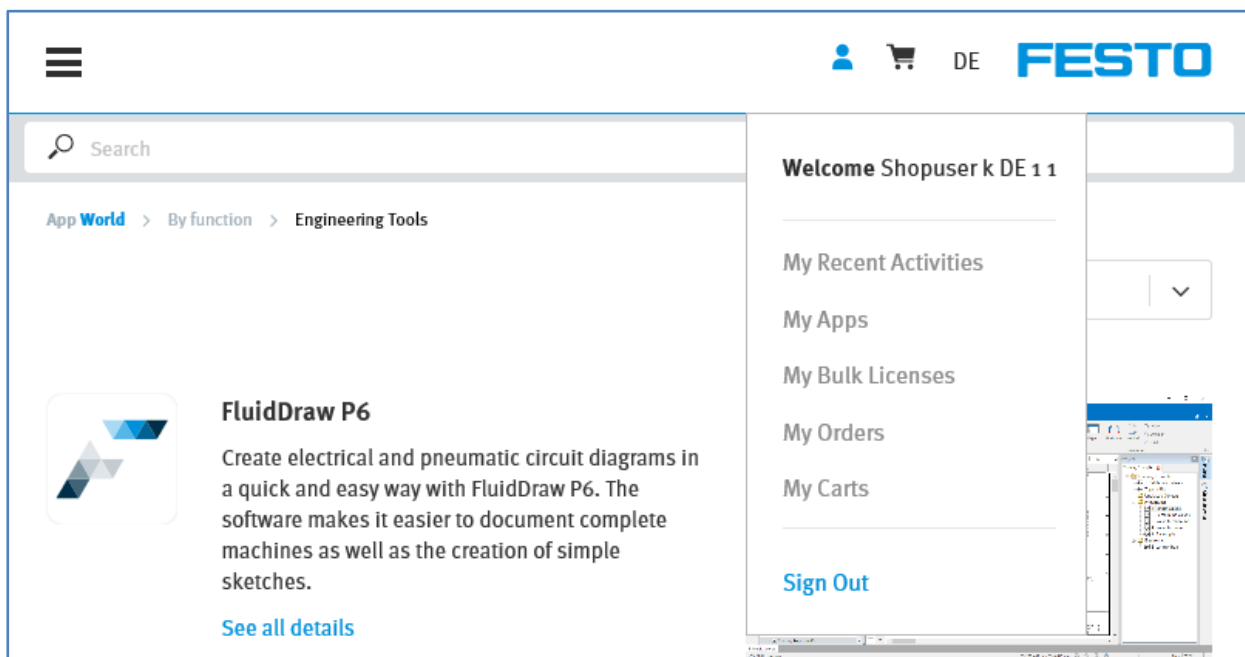 DE FESTO
Search
Welcome Shopuser k DE 1 1
App World > By function > Engineering Tools
My Recent Activities
My Apps
My Bulk Licenses
My Orders
My Carts
Sign Out
FluidDraw P6
Create electrical and pneumatic circuit diagrams in
a quick and easy way with FluidDraw P6. The
software makes it easier to document complete
machines as well as the creation of simple
sketches.
See all details